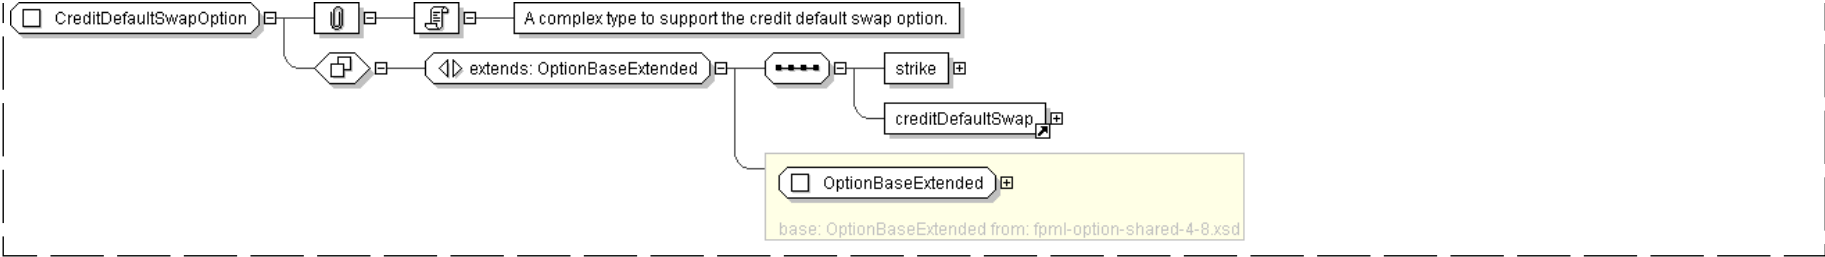 CreditDefaultSwapOption
A complex type to support the credit default swap option.
extends: OptionBaseExtended
strike
creditDefaultSwap
OptionBaseExtended
base: OptionBaseExtended from: fpml-option-shared-4-8.xsd